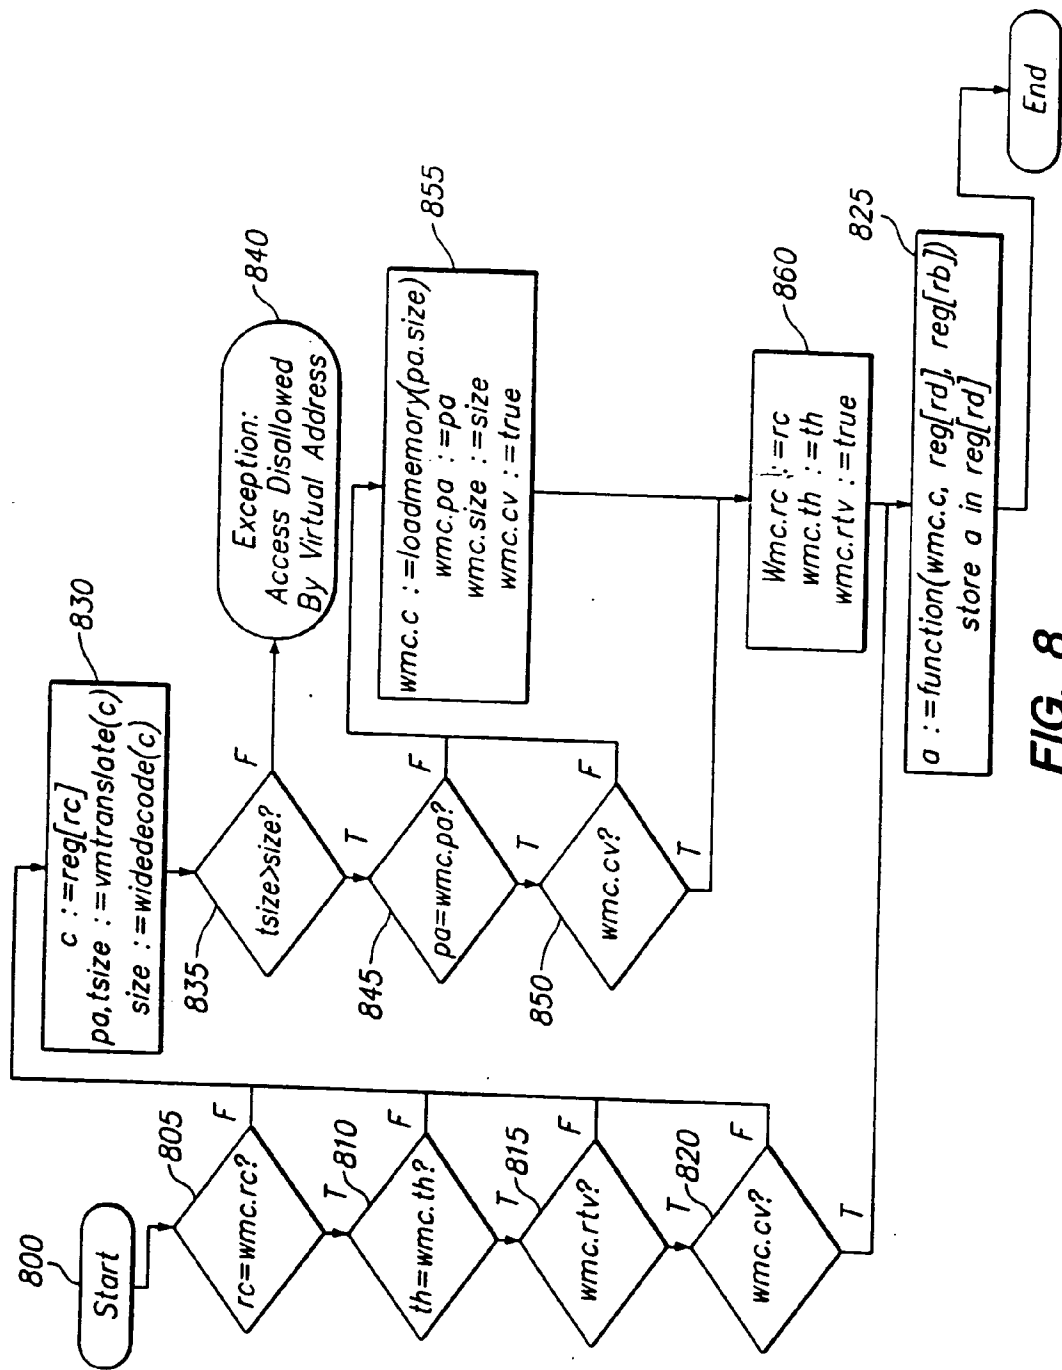 800
Start
805
rc=wmc.rc?
F
T
810
th=wmc.th?
F
T
815
wmc.rtv?
F
T
820
wmc.cv?
F
T
830
c :=reg[rc]
pa,tsize :=vmtranslate(c)
size :=widedecode(c)
835
tsize>size?
F
T
840
Exception:
Access Disallowed
By Virtual Address
845
pa=wmc.pa?
F
T
850
wmc.cv?
F
T
855
wmc.c :=loadmemory(pa.size)
wmc.pa :=pa
wmc.size :=size
wmc.cv :=true
860
Wmc.rc :=rc
wmc.th :=th
wmc.rtv :=true
825
a :=function(wmc.c, reg[rd], reg[rb])
store a in reg[rd]
End
FIG. 8